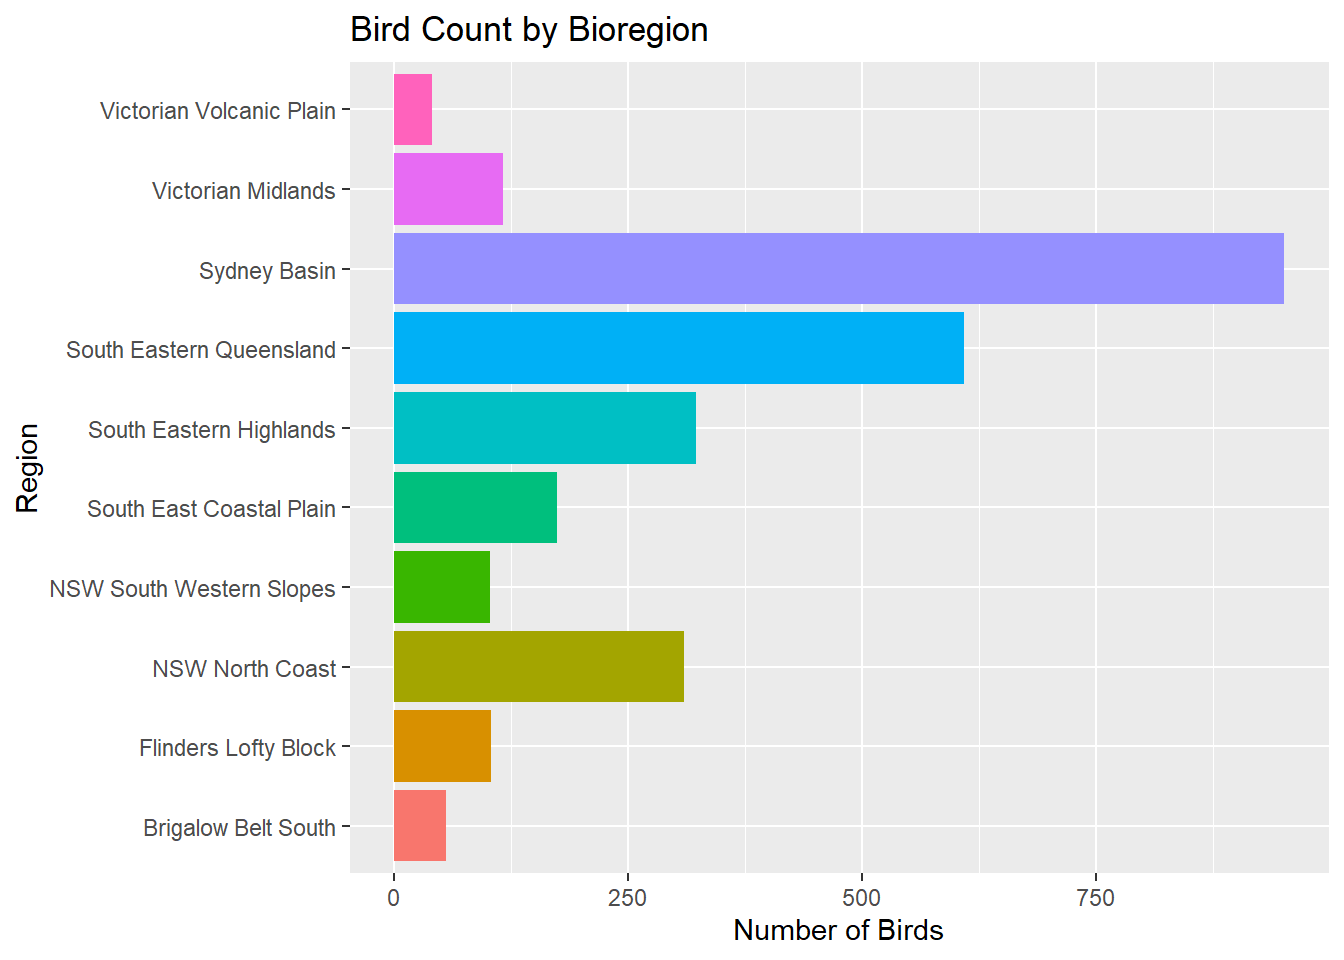 Bird Count by Bioregion
Victorian Volcanic Plain
Victorian Midlands
Sydney Basin
South Eastern Queensland
South Eastern Highlands
South East Coastal Plain
NSW South Western Slopes
NSW North Coast
Flinders Lofty Block
Brigalow Belt South
Region
0 250 500 750
Number of Birds